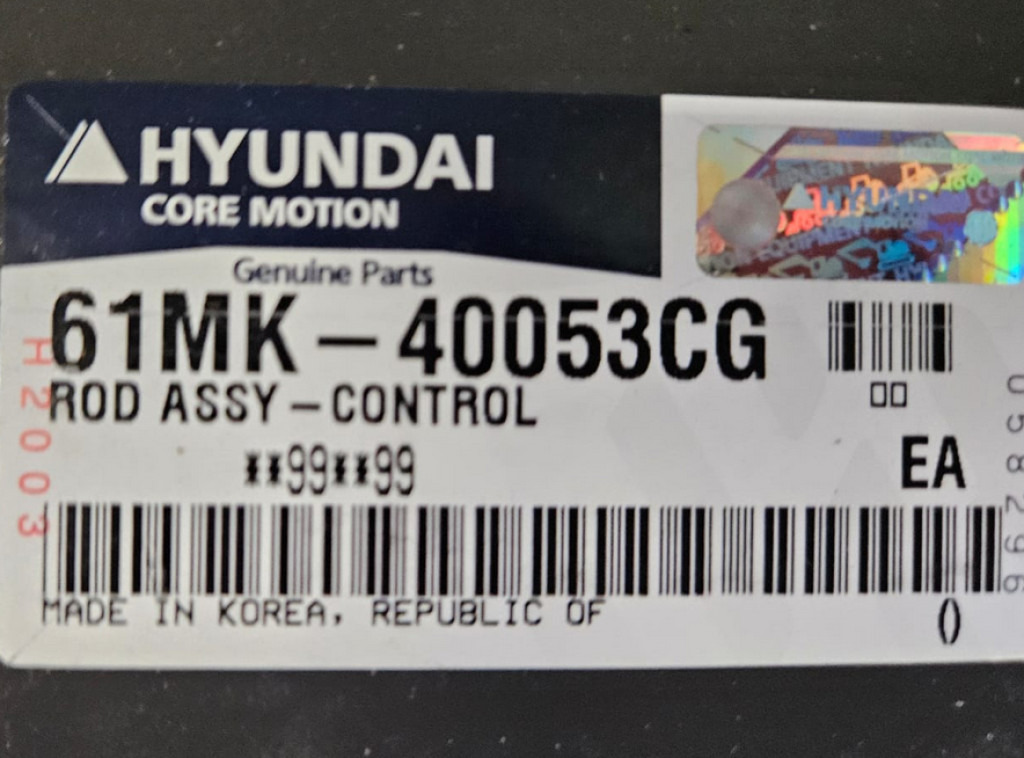 HYUNDAI
CORE MOTION
Genuine Parts
61MK-40053CG
ROD ASSY-CONTROL
**99**99
EA
MADE IN KOREA, REPUBLIC OF
()
H2003
058296